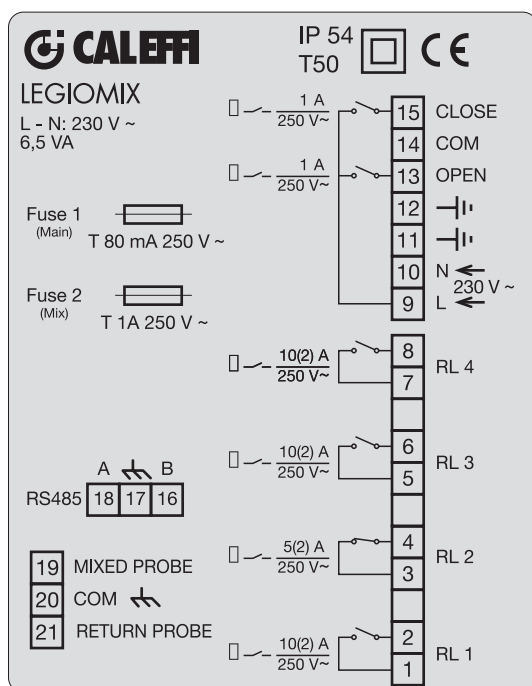 CALEFFI
IP 54
T50
CE
LEGIOMIX
L - N: 230 V ~
6,5 VA
1 A
250 V~
15 CLOSE
14 COM
1 A
250 V~
13 OPEN
12
11
10 N
230 V ~
9 L
Fuse 1
(Main)
T 80 mA 250 V ~
Fuse 2
(Mix)
T 1A 250 V ~
10(2) A
250 V~
8
7
RL 4
10(2) A
250 V~
6
5
RL 3
A B
RS485 18 17 16
5(2) A
250 V~
4
3
RL 2
19 MIXED PROBE
20 COM
21 RETURN PROBE
10(2) A
250 V~
2
1
RL 1